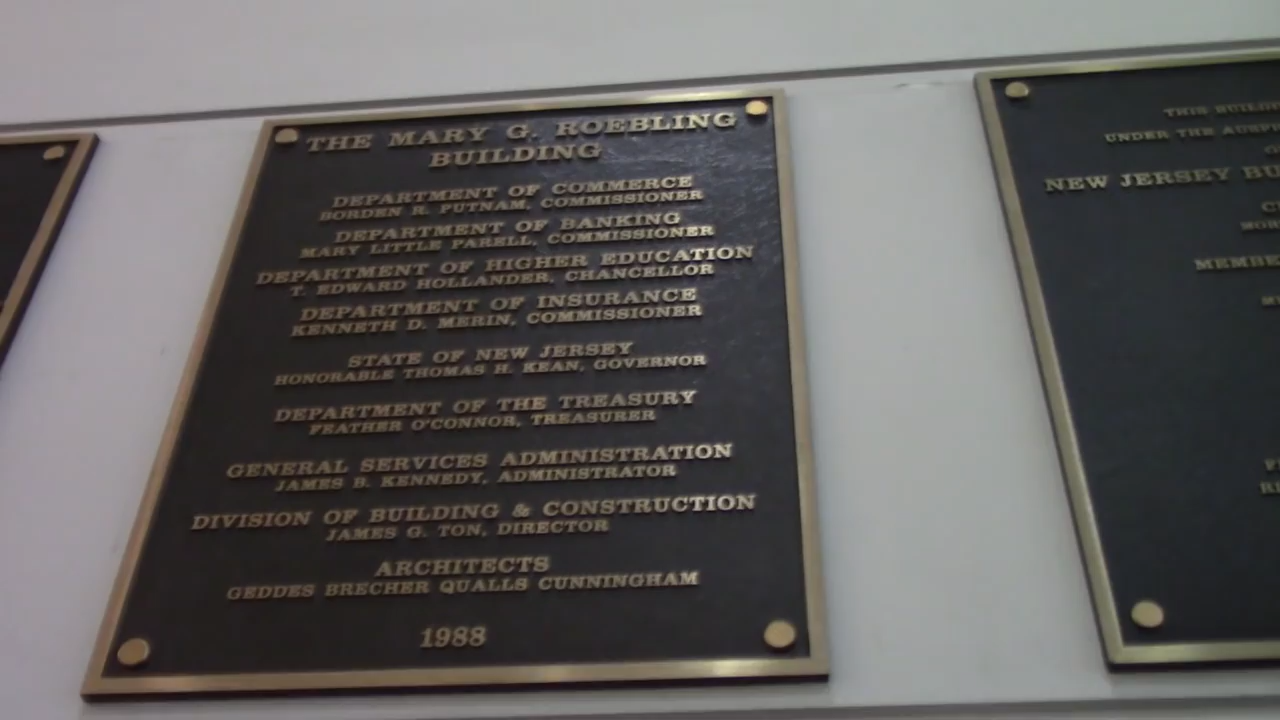 THE MARY G. ROEBLING
BUILDING
DEPARTMENT OF COMMERCE
BORDEN R. PUTNAM, COMMISSIONER
DEPARTMENT OF BANKING
MARY LITTLE PARELL, COMMISSIONER
DEPARTMENT OF HIGHER EDUCATION
T. EDWARD HOLLANDER, CHANCELLOR
DEPARTMENT OF INSURANCE
KENNETH D. MERIN, COMMISSIONER
STATE OF NEW JERSEY
HONORABLE THOMAS H. KEAN, GOVERNOR
DEPARTMENT OF THE TREASURY
FEATHER O'CONNOR, TREASURER
GENERAL SERVICES ADMINISTRATION
JAMES B. KENNEDY, ADMINISTRATOR
DIVISION OF BUILDING & CONSTRUCTION
JAMES G. TON, DIRECTOR
ARCHITECTS
GEDDES BRECHER QUALLS CUNNINGHAM
1988
THIS
UNDER THE
NEW JERSEY